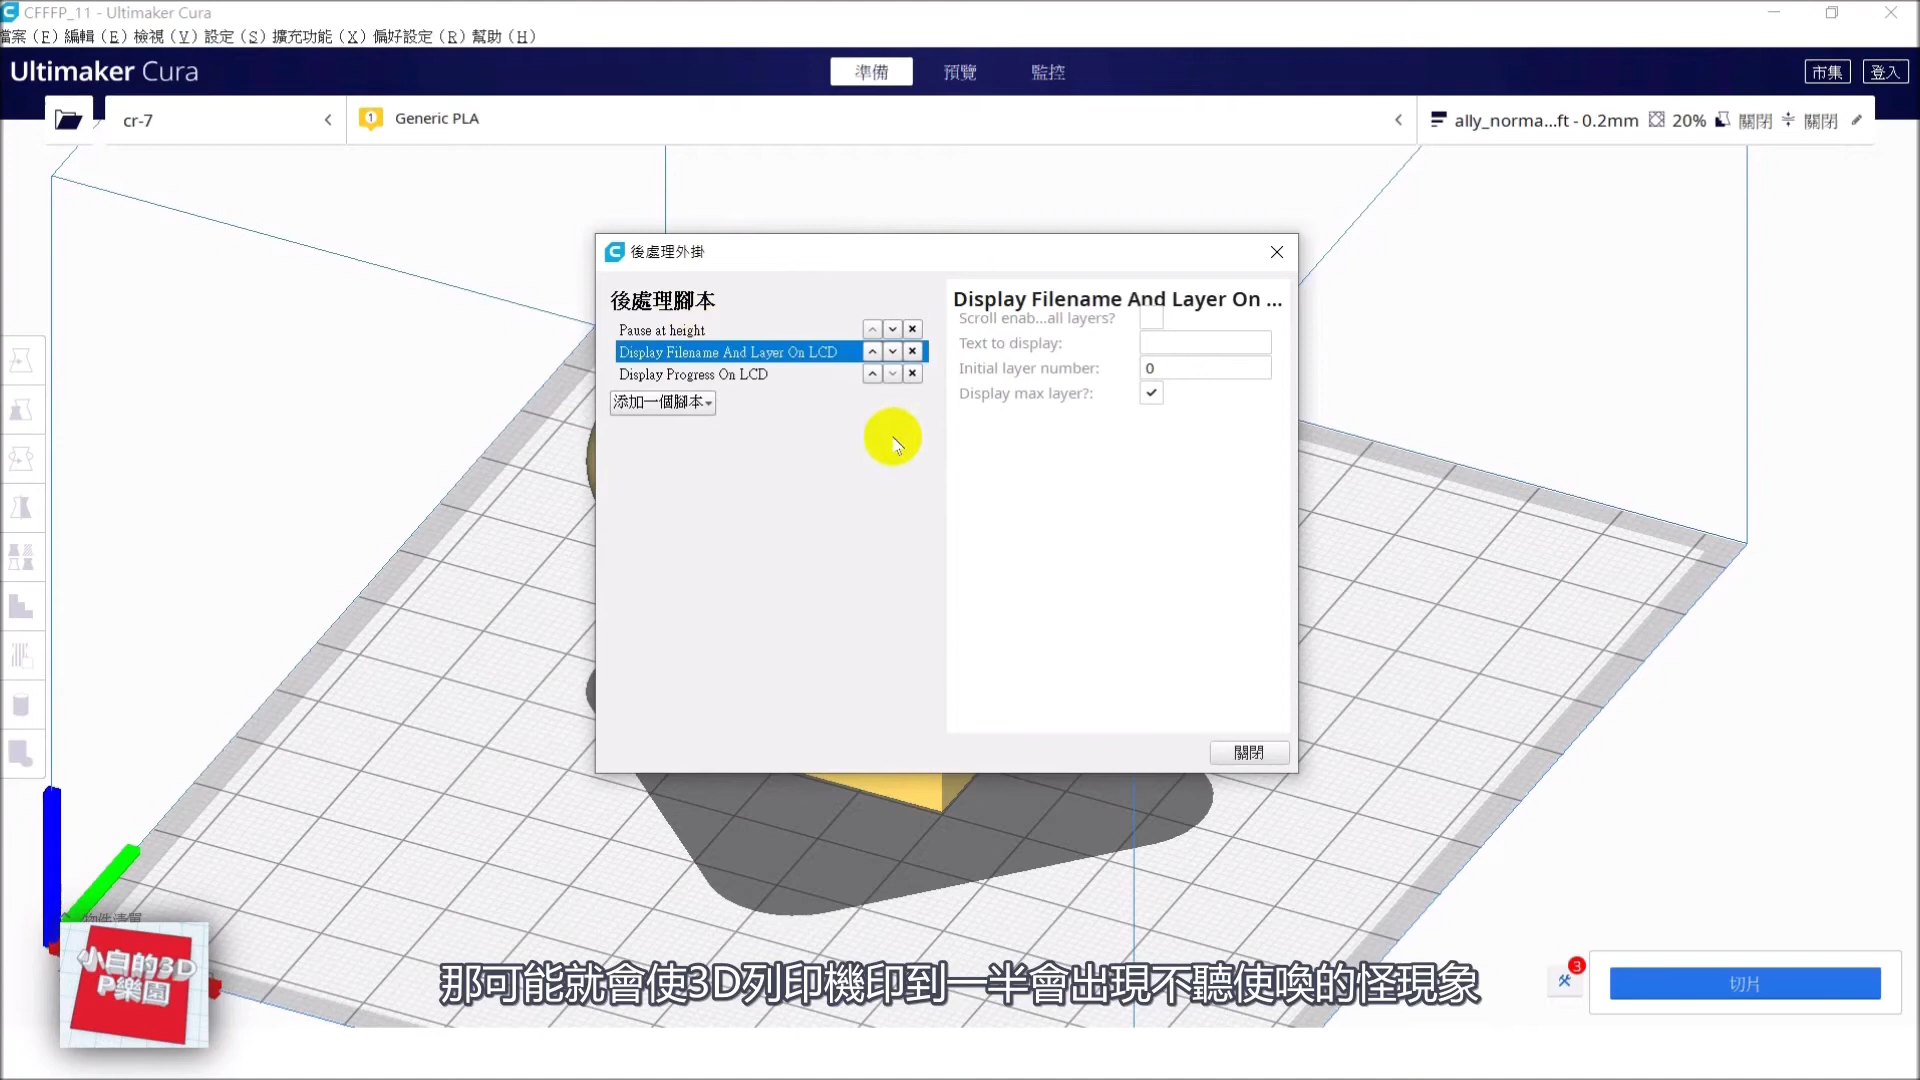 CFFFP_11 - Ultimaker Cura
檔案 (F) 編輯 (E) 檢視 (V) 設定 (S) 擴充功能 (X) 偏好設定 (R) 幫助 (H)
Ultimaker Cura
準備
預覽
監控
市集
登入
cr-7
1
Generic PLA
ally_norma...ft - 0.2mm
20%
關閉
關閉
後處理外掛
後處理腳本
Pause at height
Display Filename And Layer On LCD
Display Progress On LCD
添加一個腳本
Display Filename And Layer On ...
Scroll enab...all layers?
Text to display:
Initial layer number: 0
Display max layer?:
關閉
物件清單
小白的3D
P樂園
那可能就會使3D列印機印到一半會出現不聽使喚的怪現象
3
切片